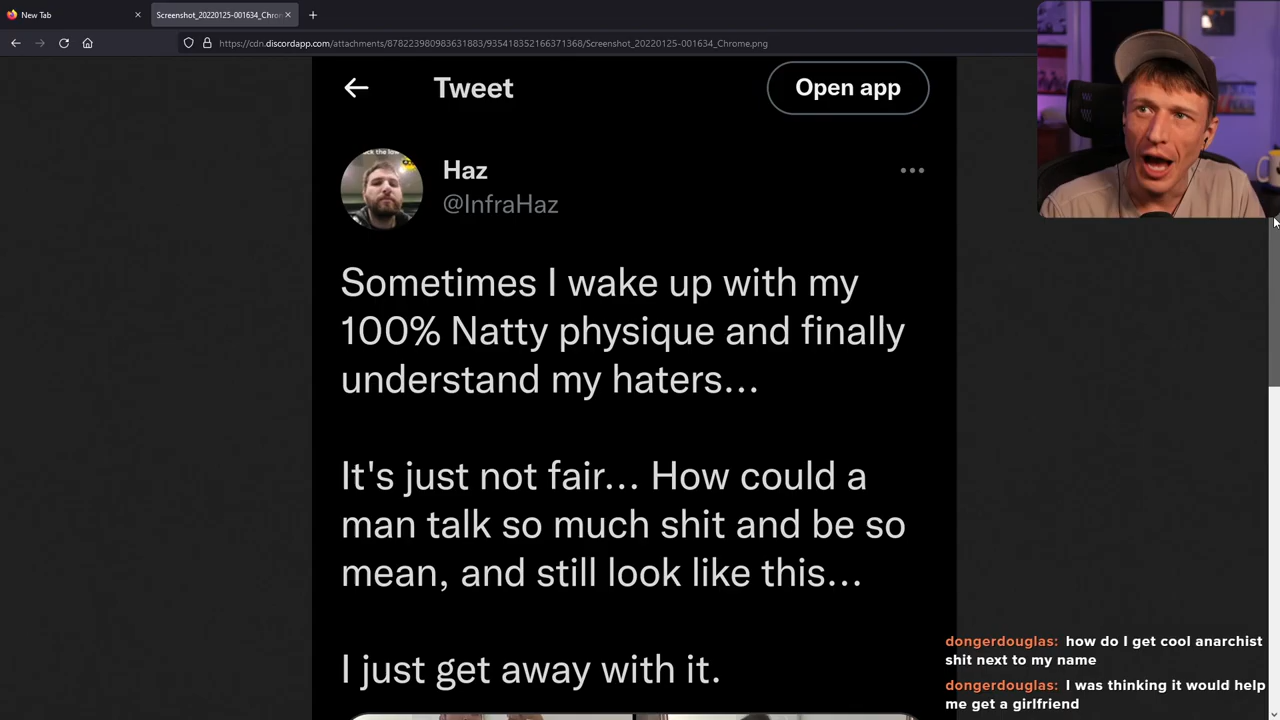 New Tab
Screenshot_20220125-001634_Chro
https://cdn.discordapp.com/attachments/878223980983631883/935418352166371368/Screenshot_20220125-001634_Chrome.png
Tweet
Open app
Haz
@InfraHaz
Sometimes I wake up with my
100% Natty physique and finally
understand my haters...
It's just not fair... How could a
man talk so much shit and be so
mean, and still look like this...
I just get away with it.
dongerdouglas: how do I get cool anarchist
shit next to my name
dongerdouglas: I was thinking it would help
me get a girlfriend